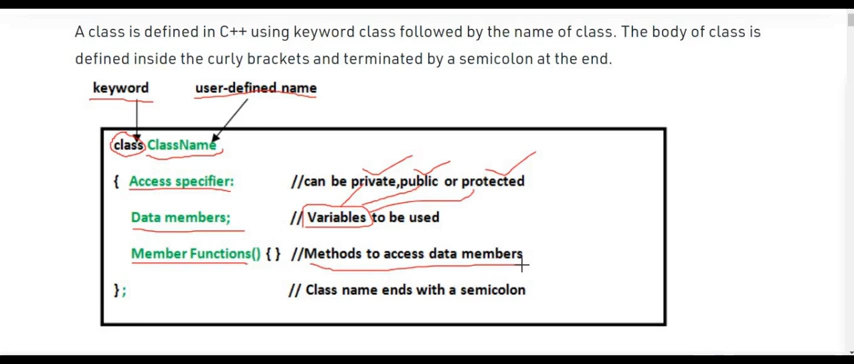 A class is defined in C++ using keyword class followed by the name of class. The body of class is
defined inside the curly brackets and terminated by a semicolon at the end.
keyword user-defined name
class ClassName
{ Access specifier: //can be private,public or protected
Data members; // Variables to be used
Member Functions() { } //Methods to access data members
}; // Class name ends with a semicolon